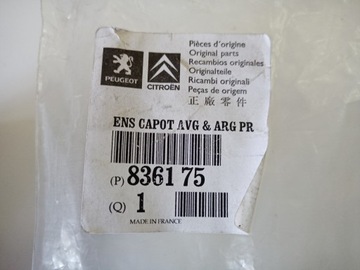 Pièces d'origine
Original parts
Recambios originales
Originalteile
Ricambi originali
Peças de origem
正廠零件
PEUGEOT
CITROËN
ENS CAPOT AVG & ARG PR
(P) 8361 75
(Q) 1
MADE IN FRANCE